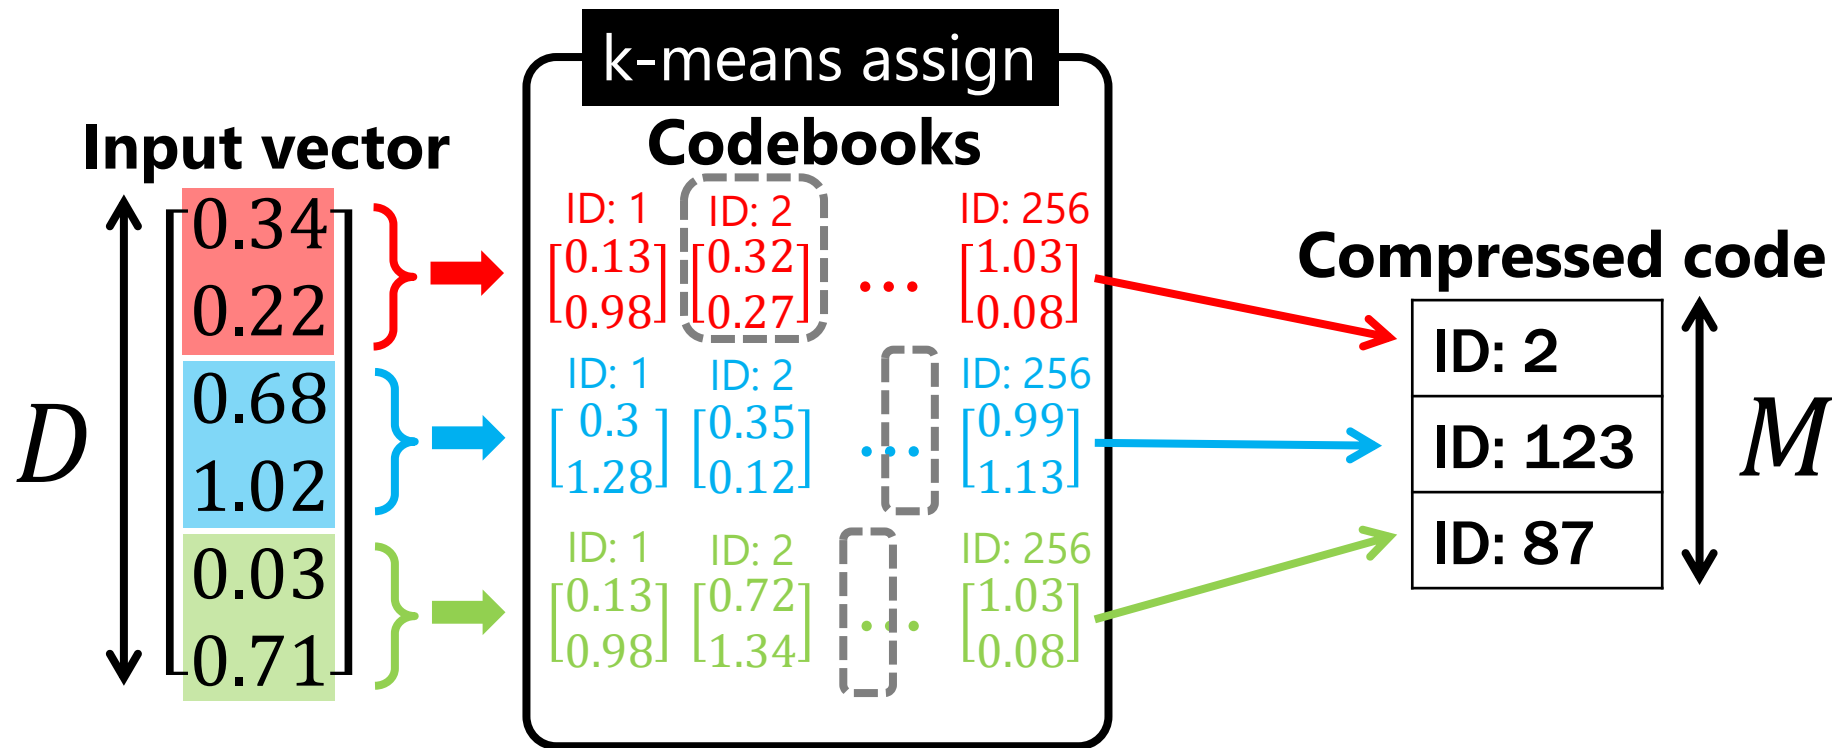 k-means assign
Input vector
Codebooks
Compressed code
D
0.34
0.22
0.68
1.02
0.03
0.71
ID: 1 ID: 2 ID: 256
0.13 0.32 ... 1.03
0.98 0.27 0.08
ID: 1 ID: 2 ID: 256
0.3 0.35 ... 0.99
1.28 0.12 1.13
ID: 1 ID: 2 ID: 256
0.13 0.72 ... 1.03
0.98 1.34 0.08
ID: 2
ID: 123
ID: 87
M